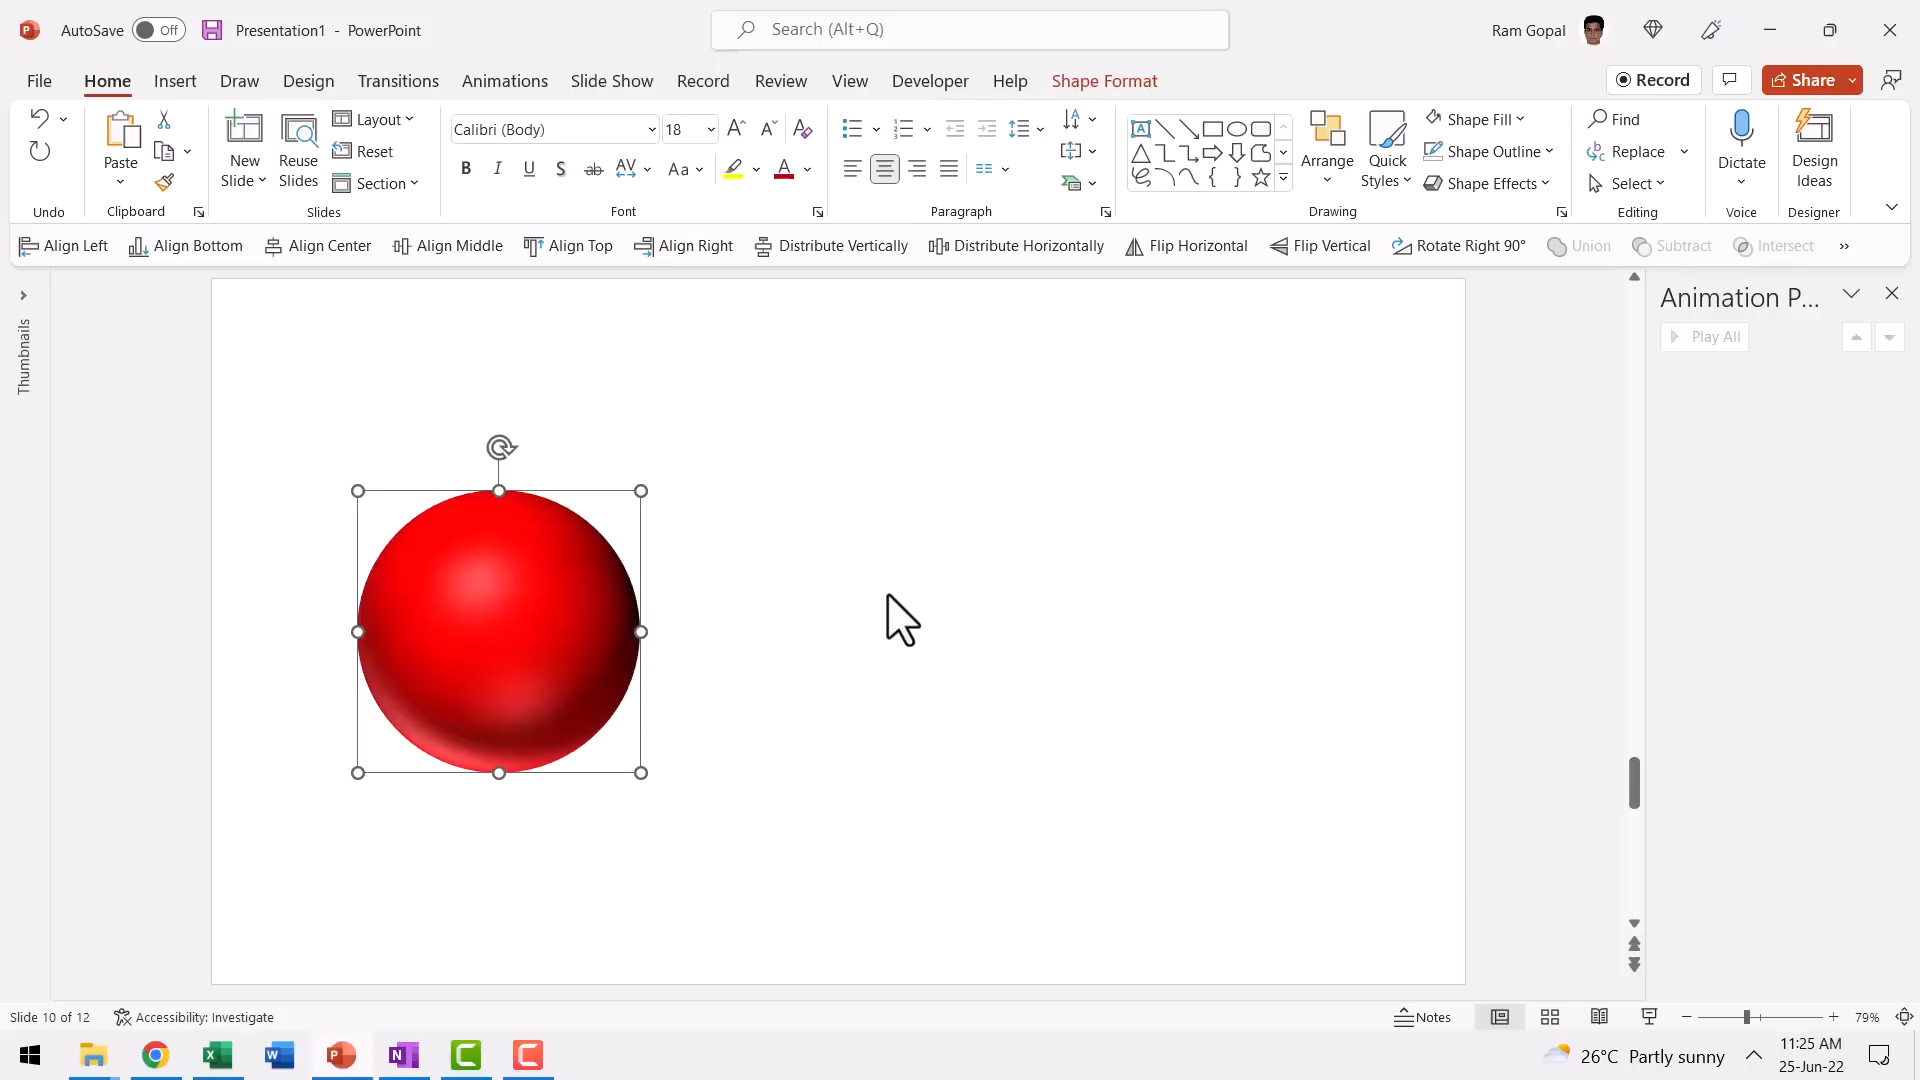 AutoSave Off Presentation1 - PowerPoint Search (Alt+Q) Ram Gopal
File Home Insert Draw Design Transitions Animations Slide Show Record Review View Developer Help Shape Format Record Share
Paste
New Slide
Reuse Slides
Layout
Reset
Section
Calibri (Body) 18
B I U S ab AV Aa A
Arrange
Quick Styles
Shape Fill
Shape Outline
Shape Effects
Find
Replace
Select
Dictate
Design Ideas
Undo Clipboard Slides Font Paragraph Drawing Editing Voice Designer
Align Left Align Bottom Align Center Align Middle Align Top Align Right Distribute Vertically Distribute Horizontally Flip Horizontal Flip Vertical Rotate Right 90° Union Subtract Intersect
Thumbnails
Animation P...
Play All
Slide 10 of 12 Accessibility: Investigate Notes 79%
26°C Partly sunny
11:25 AM
25-Jun-22